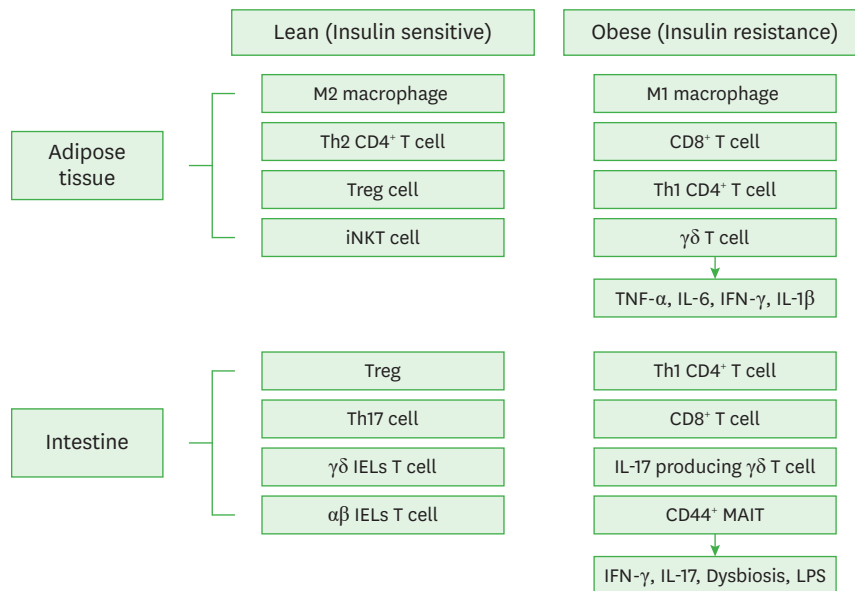 Lean (Insulin sensitive)
Obese (Insulin resistance)
Adipose
tissue
M2 macrophage
M1 macrophage
Th2 CD4⁺ T cell
CD8⁺ T cell
Treg cell
Th1 CD4⁺ T cell
iNKT cell
γδ T cell
TNF-α, IL-6, IFN-γ, IL-1β
Intestine
Treg
Th1 CD4⁺ T cell
Th17 cell
CD8⁺ T cell
γδ IELs T cell
IL-17 producing γδ T cell
αβ IELs T cell
CD44⁺ MAIT
IFN-γ, IL-17, Dysbiosis, LPS